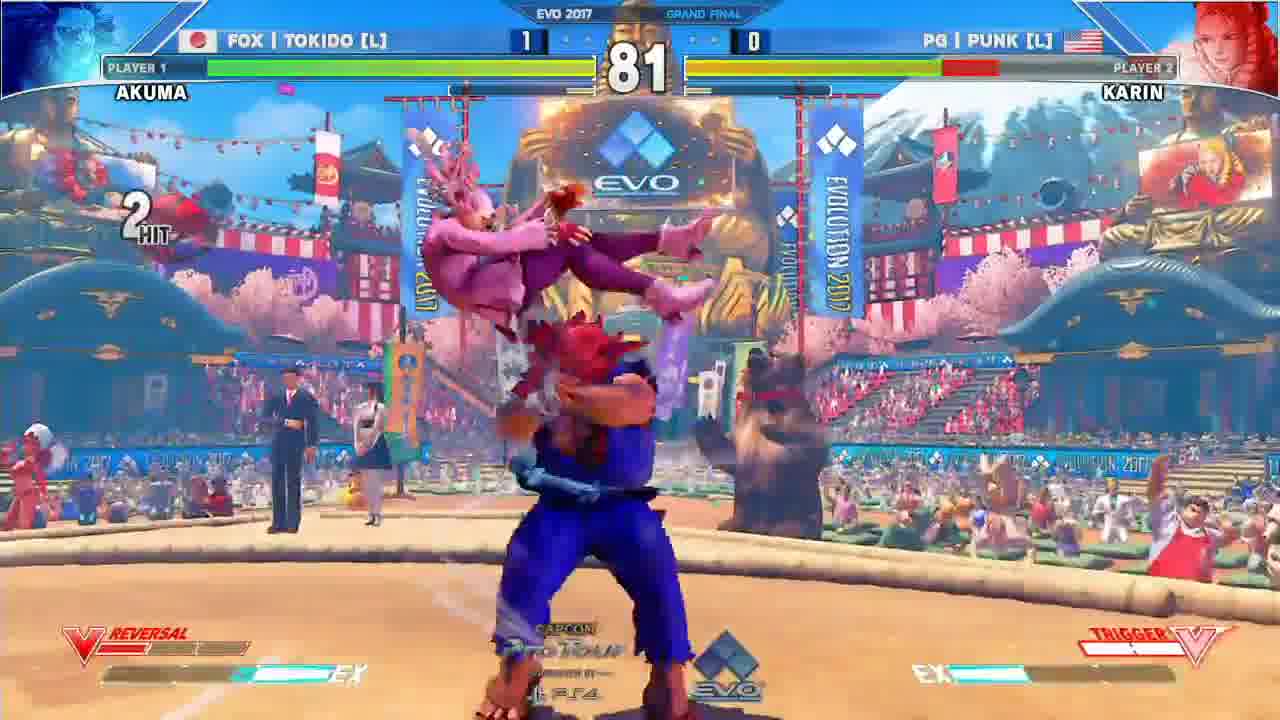 EVO 2017 GRAND FINAL
FOX | TOKIDO [L] 1 81 0 PG | PUNK [L]
PLAYER 1 PLAYER 2
AKUMA KARIN
EVO
EVOLUTION 2017
2 HIT
REVERSAL TRIGGER
EX EX
CAPCOM
PRO TOUR
PS4
EVO